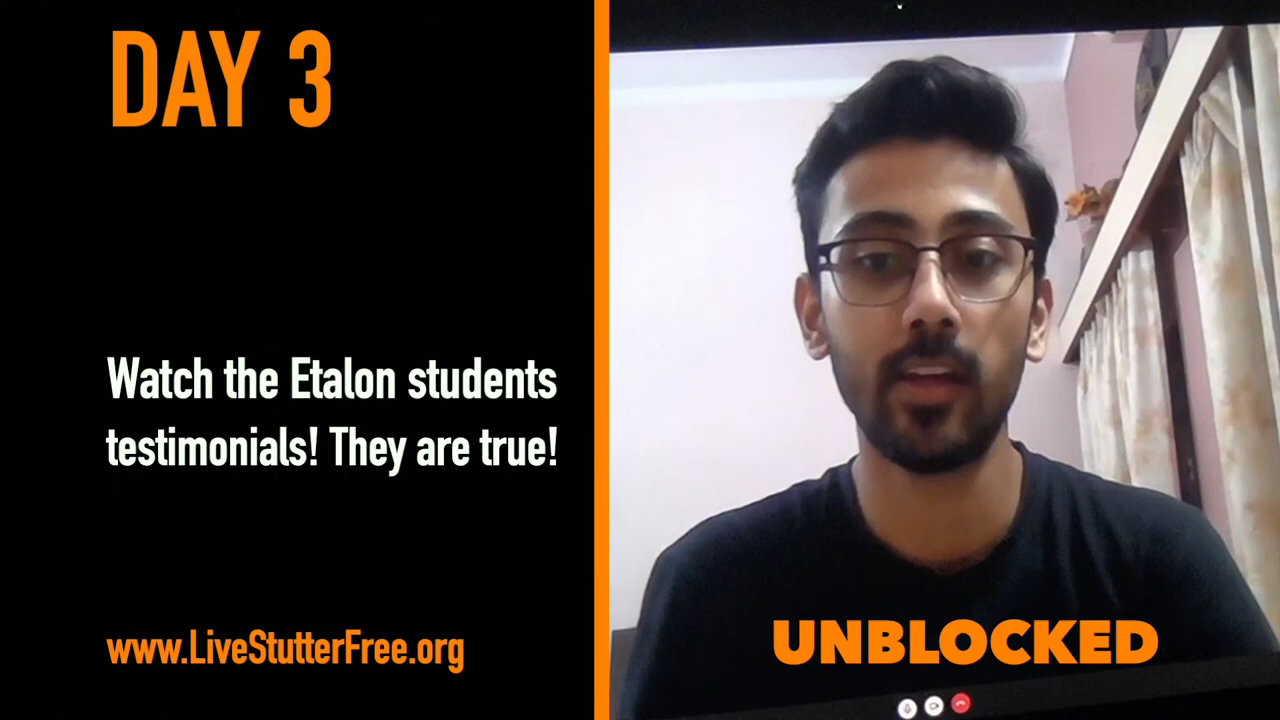 DAY 3
Watch the Etalon students
testimonials! They are true!
www.LiveStutterFree.org
UNBLOCKED